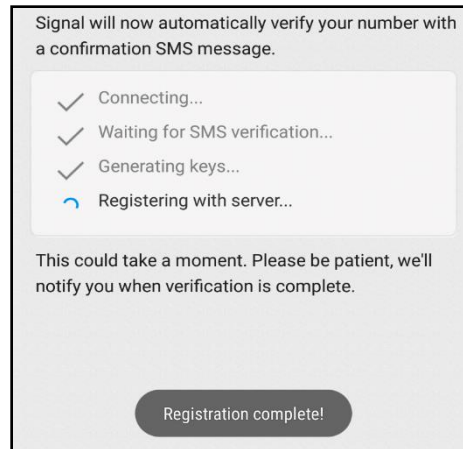 Signal will now automatically verify your number with
a confirmation SMS message.
Connecting...
Waiting for SMS verification...
Generating keys...
Registering with server...
This could take a moment. Please be patient, we'll
notify you when verification is complete.
Registration complete!